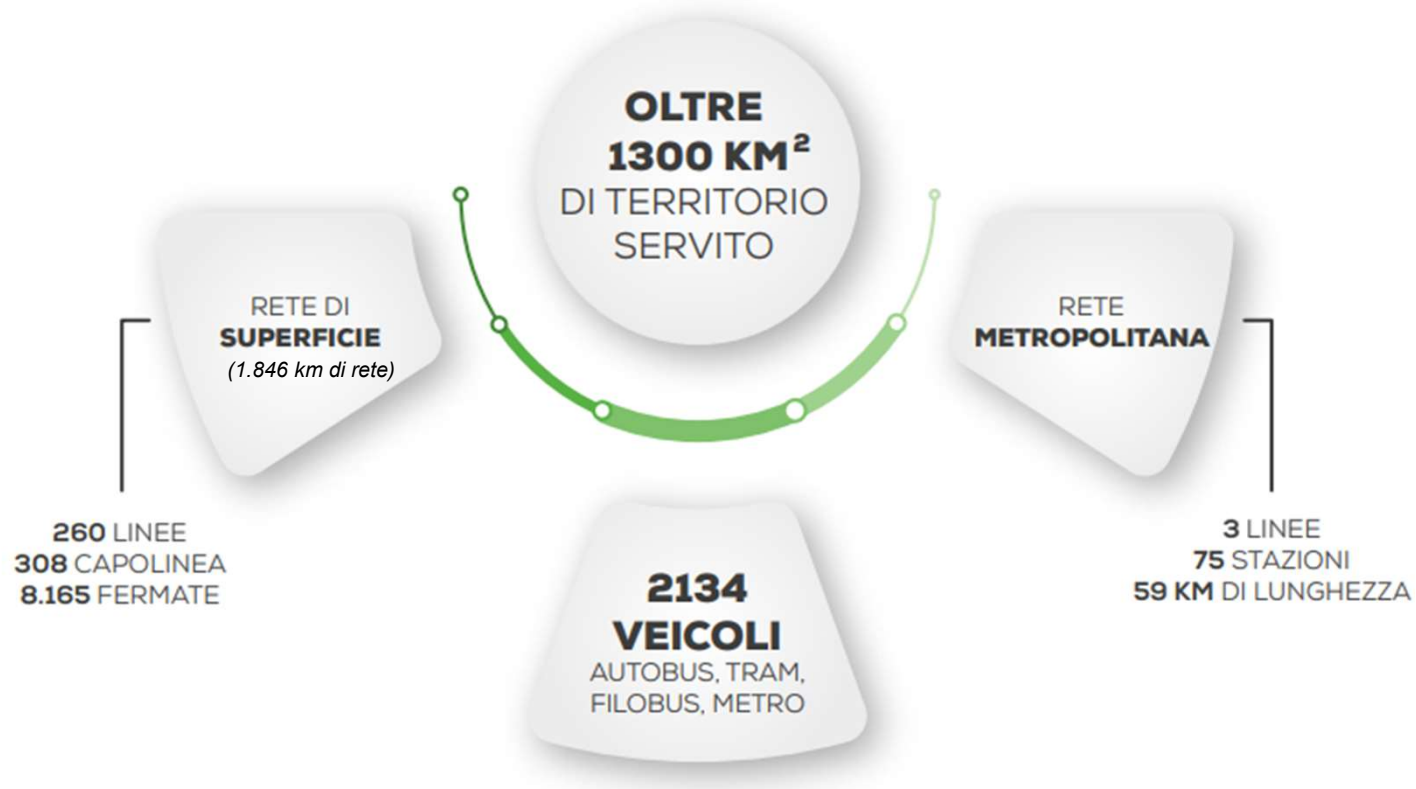 OLTRE
1300 KM²
DI TERRITORIO
SERVITO
RETE DI
SUPERFICIE
(1.846 km di rete)
260 LINEE
308 CAPOLINEA
8.165 FERMATE
RETE
METROPOLITANA
3 LINEE
75 STAZIONI
59 KM DI LUNGHEZZA
2134
VEICOLI
AUTOBUS, TRAM,
FILOBUS, METRO